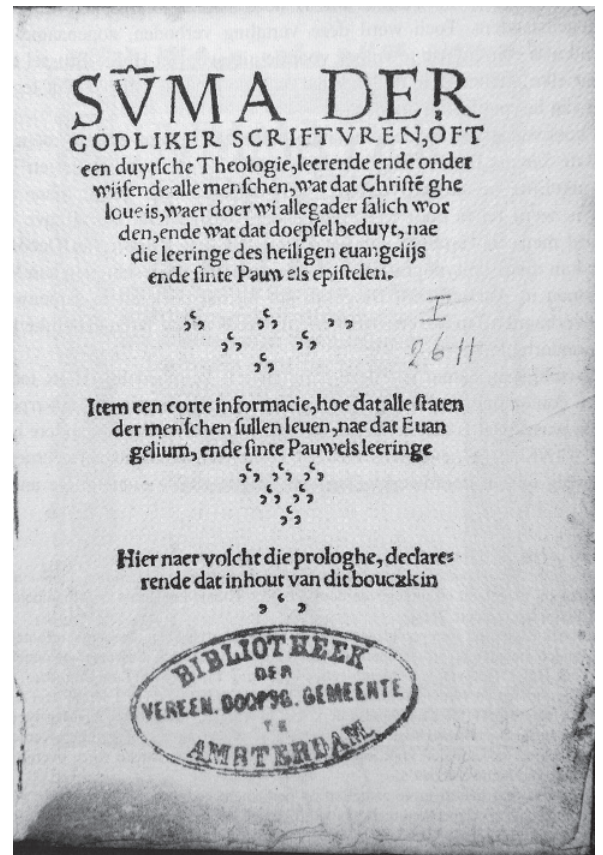 SV̄MA DER
GODLIKER SCRIFTVREN, OFT
een duytsche Theologie, leerende ende onder
wijsende alle menschen, wat dat Christē ghe
loue is, waer doer wi allegader salich wor
den, ende wat dat doepsel beduyt, nae
die leeringe des heiligen euangelijs
ende sinte Pauwels epistelen.
I
2611
Item een corte informacie, hoe dat alle staten
der menschen sullen leuen, nae dat Euan
gelium, ende sinte Pauwels leeringe
Hier naer volcht die prologhe, declare=
rende dat inhout van dit boucxkin
BIBLIOTHEEK
DER
VEREEN. DOOPSG. GEMEENTE
TE
AMSTERDAM